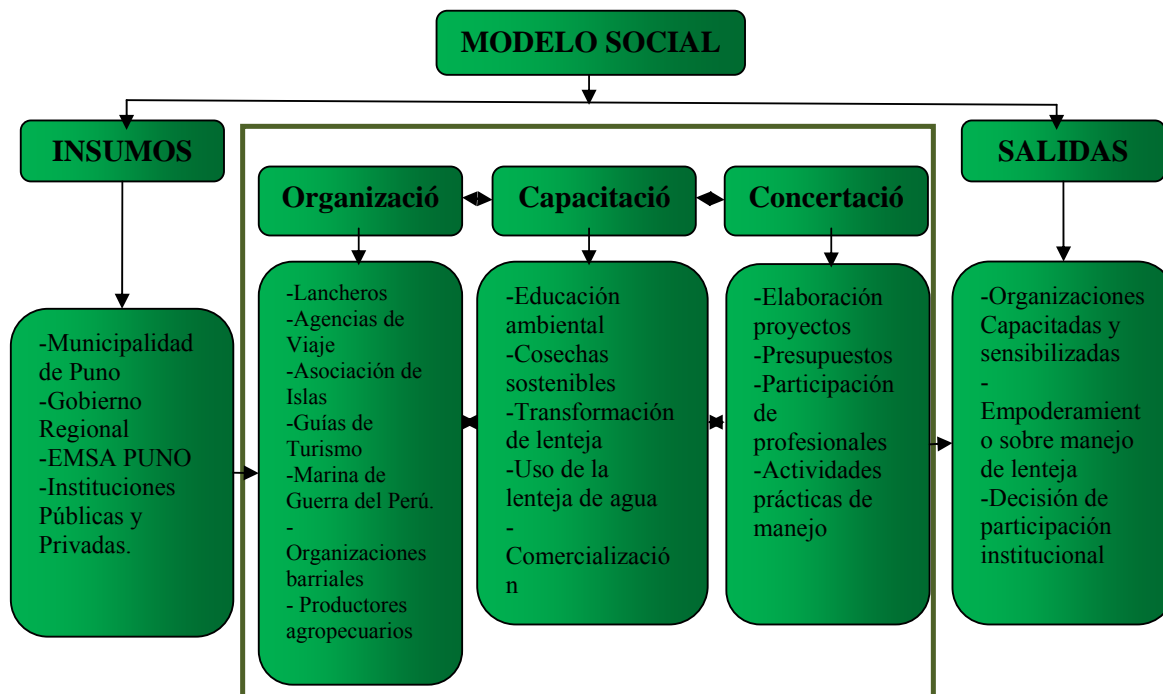 MODELO SOCIAL
INSUMOS
SALIDAS
Organizació
Capacitació
Concertació
-Municipalidad
de Puno
-Gobierno
Regional
-EMSA PUNO
-Instituciones
Públicas y
Privadas.
-Lancheros
-Agencias de
Viaje
-Asociación de
Islas
-Guías de
Turismo
-Marina de
Guerra del Perú.
-
Organizaciones
barriales
- Productores
agropecuarios
-Educación
ambiental
-Cosechas
sostenibles
-Transformación
de lenteja
-Uso de la
lenteja de agua
-
Comercializació
n
-Elaboración
proyectos
-Presupuestos
-Participación
de
profesionales
-Actividades
prácticas de
manejo
-Organizaciones
Capacitadas y
sensibilizadas
-
Empoderamient
o sobre manejo
de lenteja
-Decisión de
participación
institucional